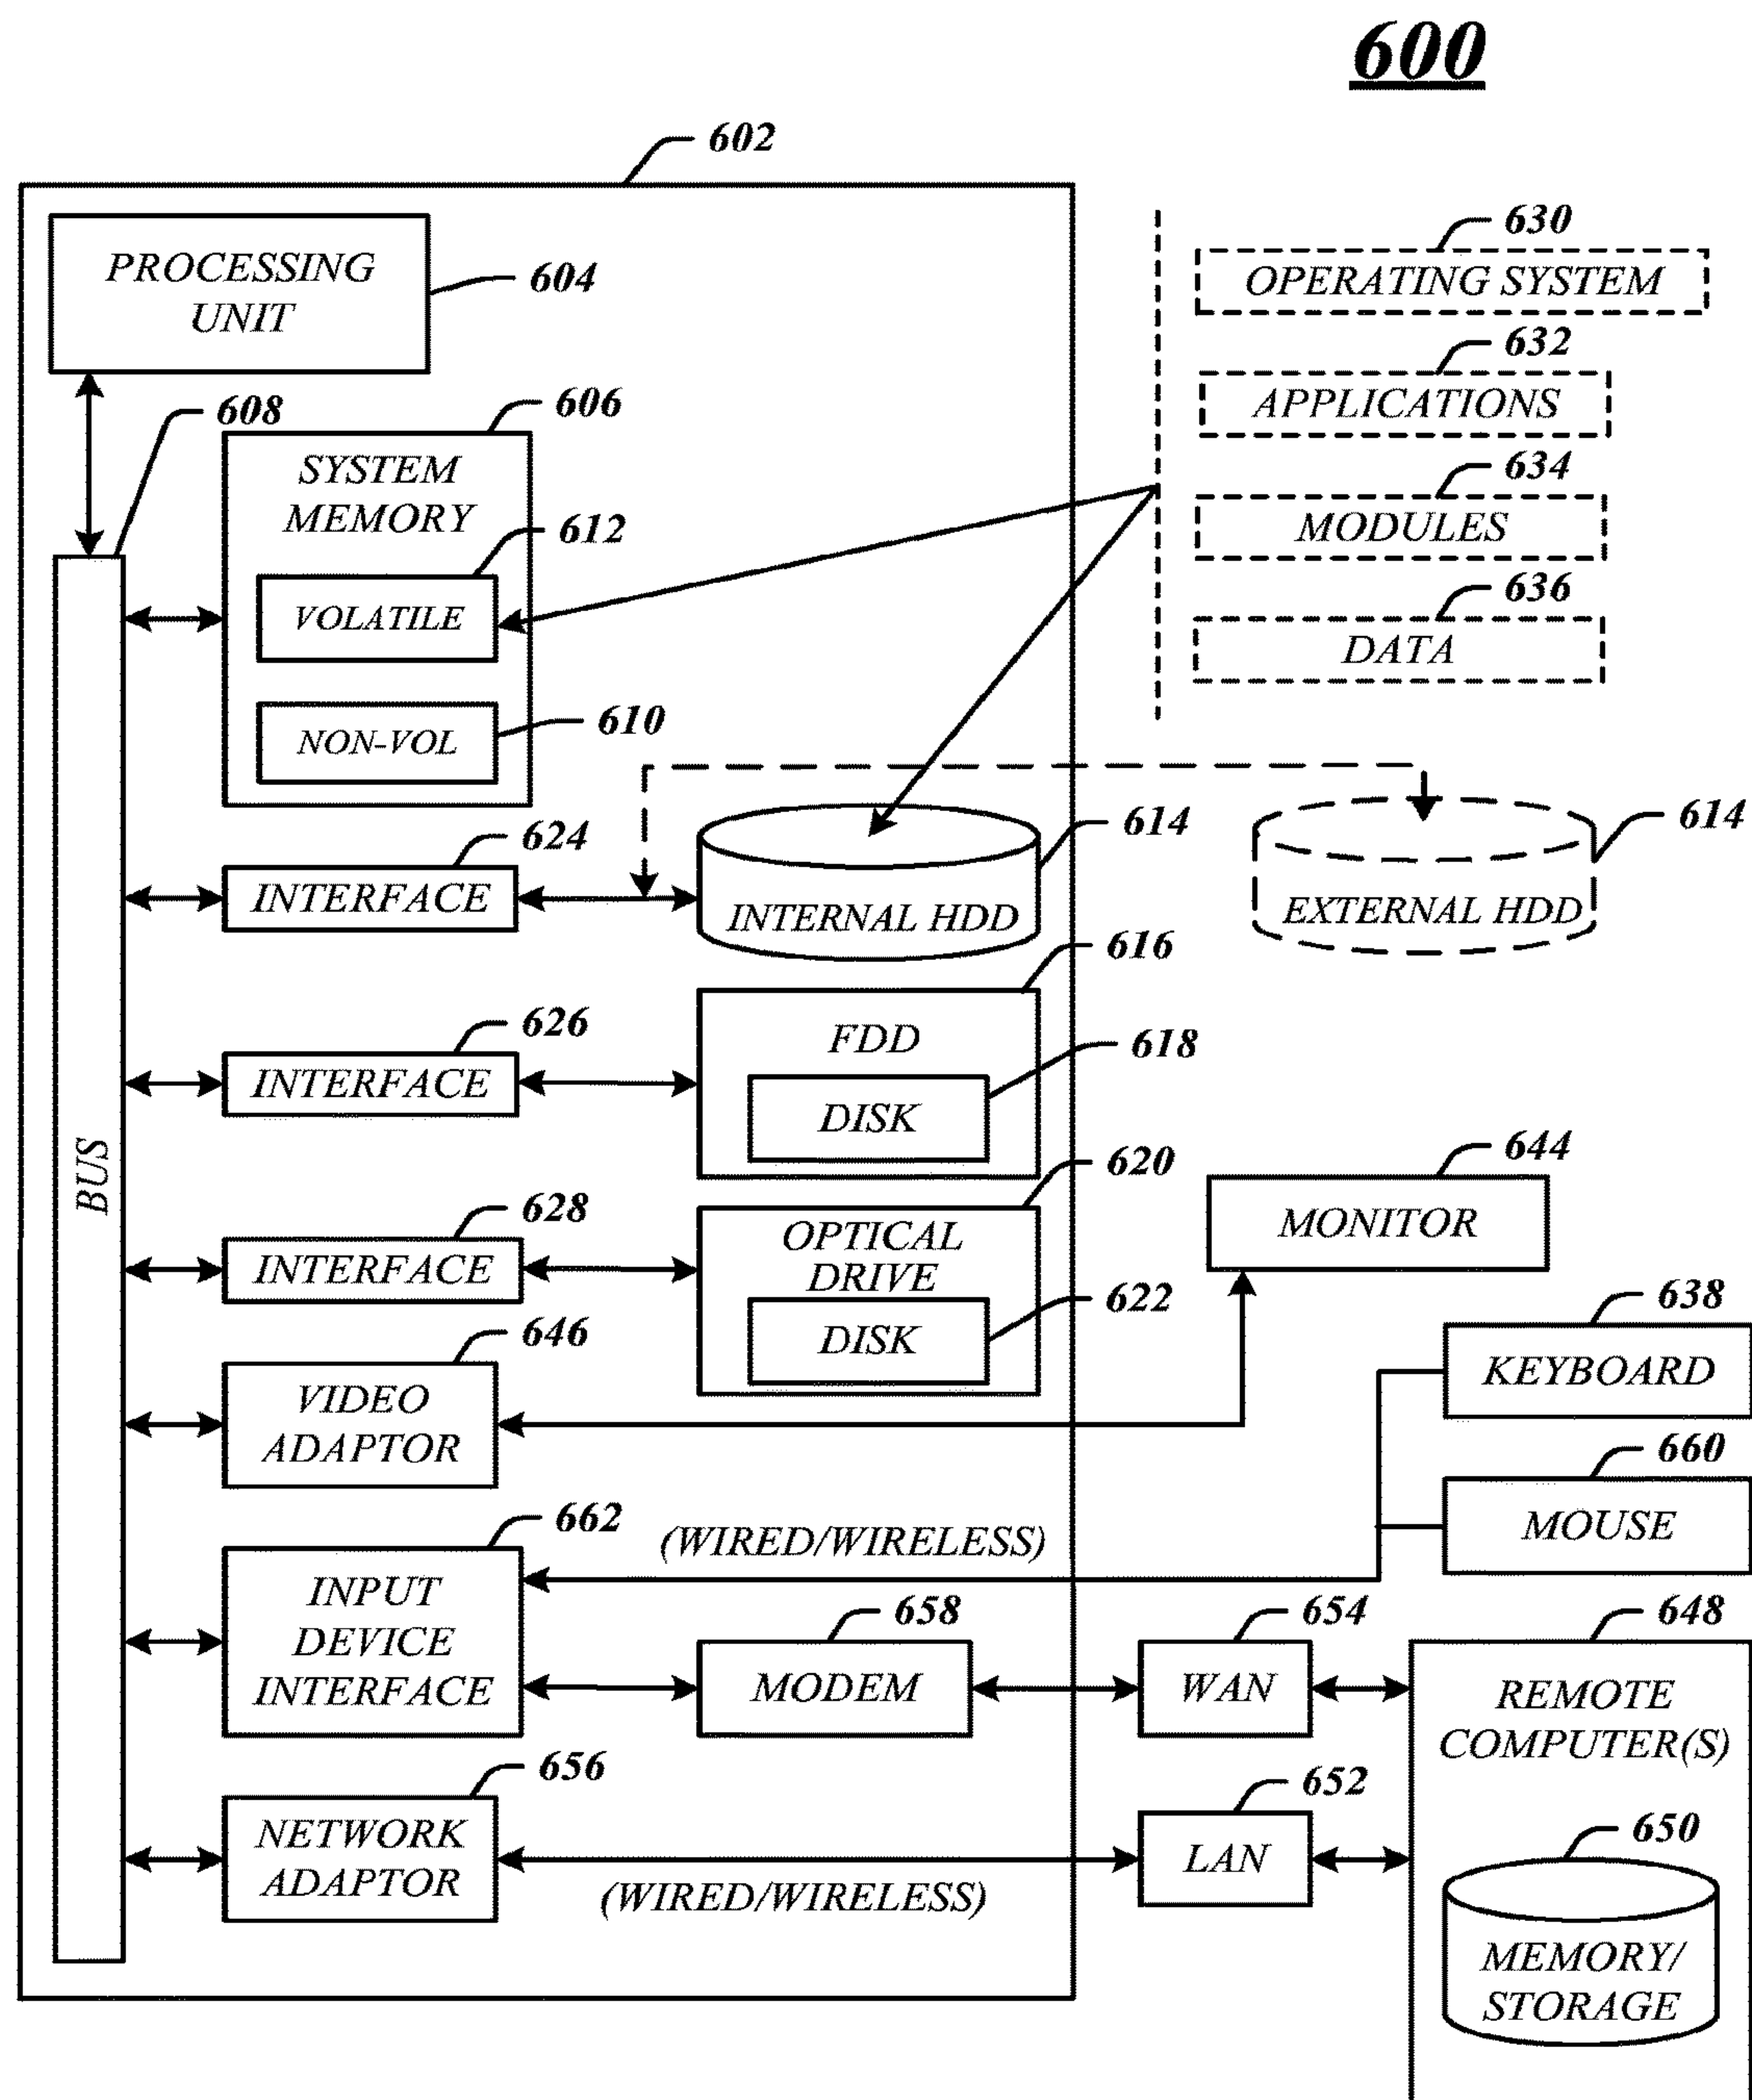 600
602
PROCESSING
UNIT
604
630
OPERATING SYSTEM
632
APPLICATIONS
634
MODULES
636
DATA
608
606
SYSTEM
MEMORY
612
VOLATILE
610
NON-VOL
624
INTERFACE
614
INTERNAL HDD
614
EXTERNAL HDD
616
FDD
626
INTERFACE
618
DISK
BUS
620
OPTICAL
DRIVE
628
INTERFACE
622
DISK
644
MONITOR
646
VIDEO
ADAPTOR
638
KEYBOARD
660
MOUSE
662
INPUT
DEVICE
INTERFACE
(WIRED/WIRELESS)
658
MODEM
654
WAN
648
REMOTE
COMPUTER(S)
656
NETWORK
ADAPTOR
(WIRED/WIRELESS)
652
LAN
650
MEMORY/
STORAGE